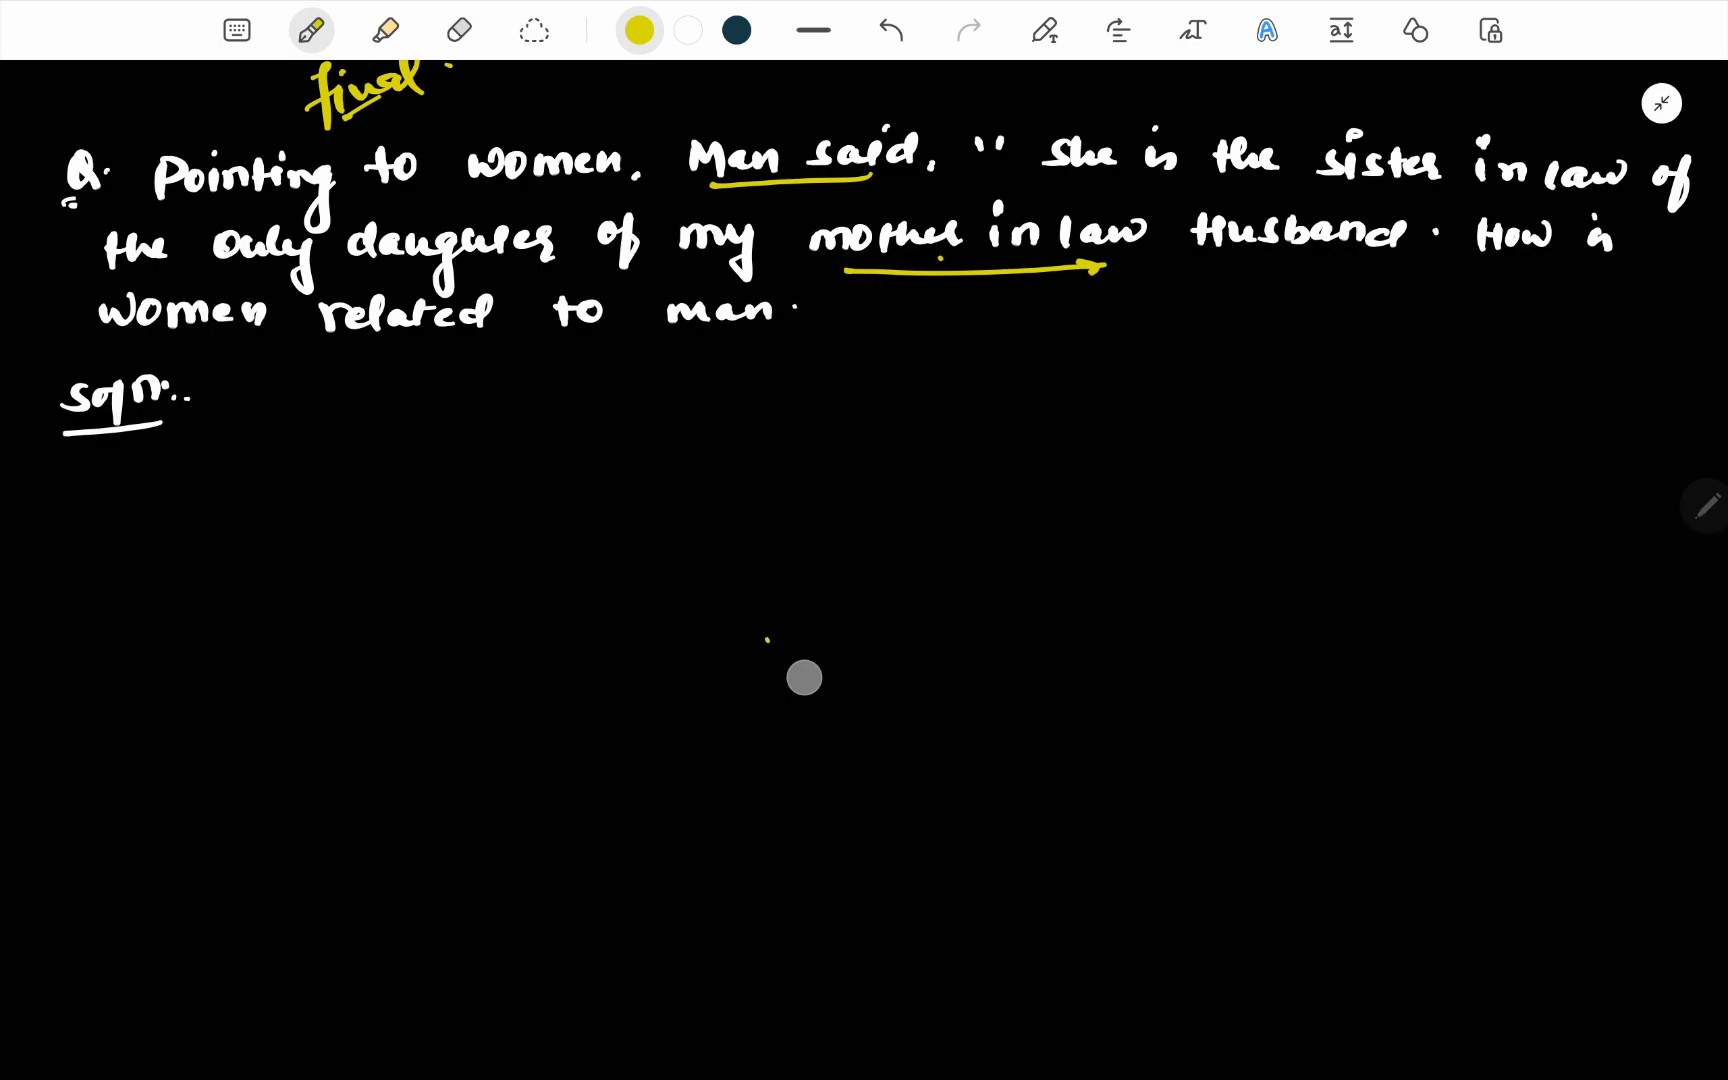 final
Q. Pointing to women. Man said. " She is the sister in law of
the only daugules of my mother in law Husband. How is
women related to man.
Soln..